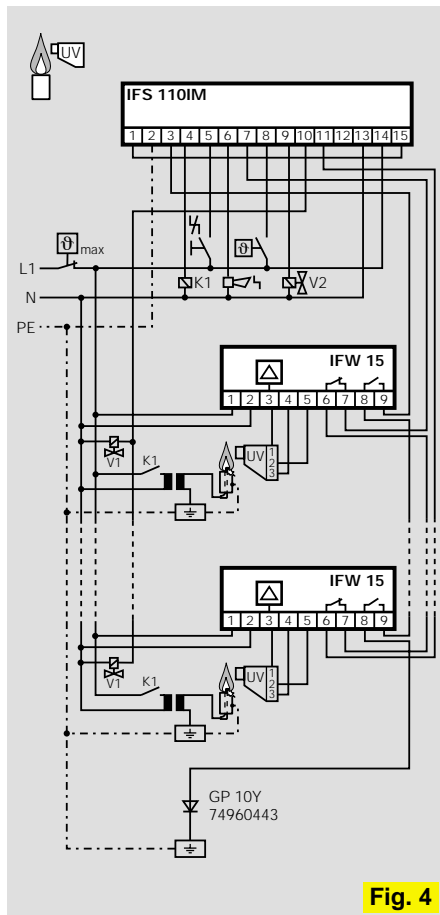 UV
IFS 110IM
1 2 3 4 5 6 7 8 9 10 11 12 13 14 15
ϑ max
L1
N
PE
K1
ϑ
V2
IFW 15
1 2 3 4 5 6 7 8 9
V1
K1
UV
1
2
3
IFW 15
1 2 3 4 5 6 7 8 9
V1
K1
UV
1
2
3
GP 10Y
74960443
Fig. 4